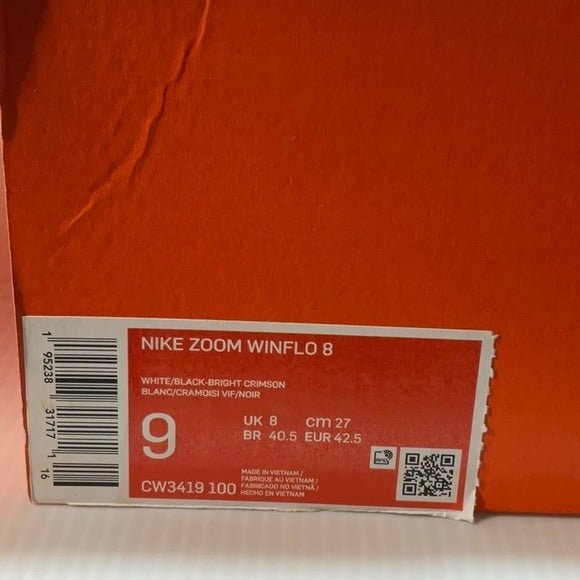 NIKE ZOOM WINFLO 8
WHITE/BLACK-BRIGHT CRIMSON
BLANC/CRAMOISI VIF/NOIR
9
UK 8 cm 27
BR 40.5 EUR 42.5
CW3419 100
MADE IN VIETNAM /
FABRIQUE AU VIETNAM /
FABRICADO NO VIETNÃ /
HECHO EN VIETNAM
1 95238 31717 1
16